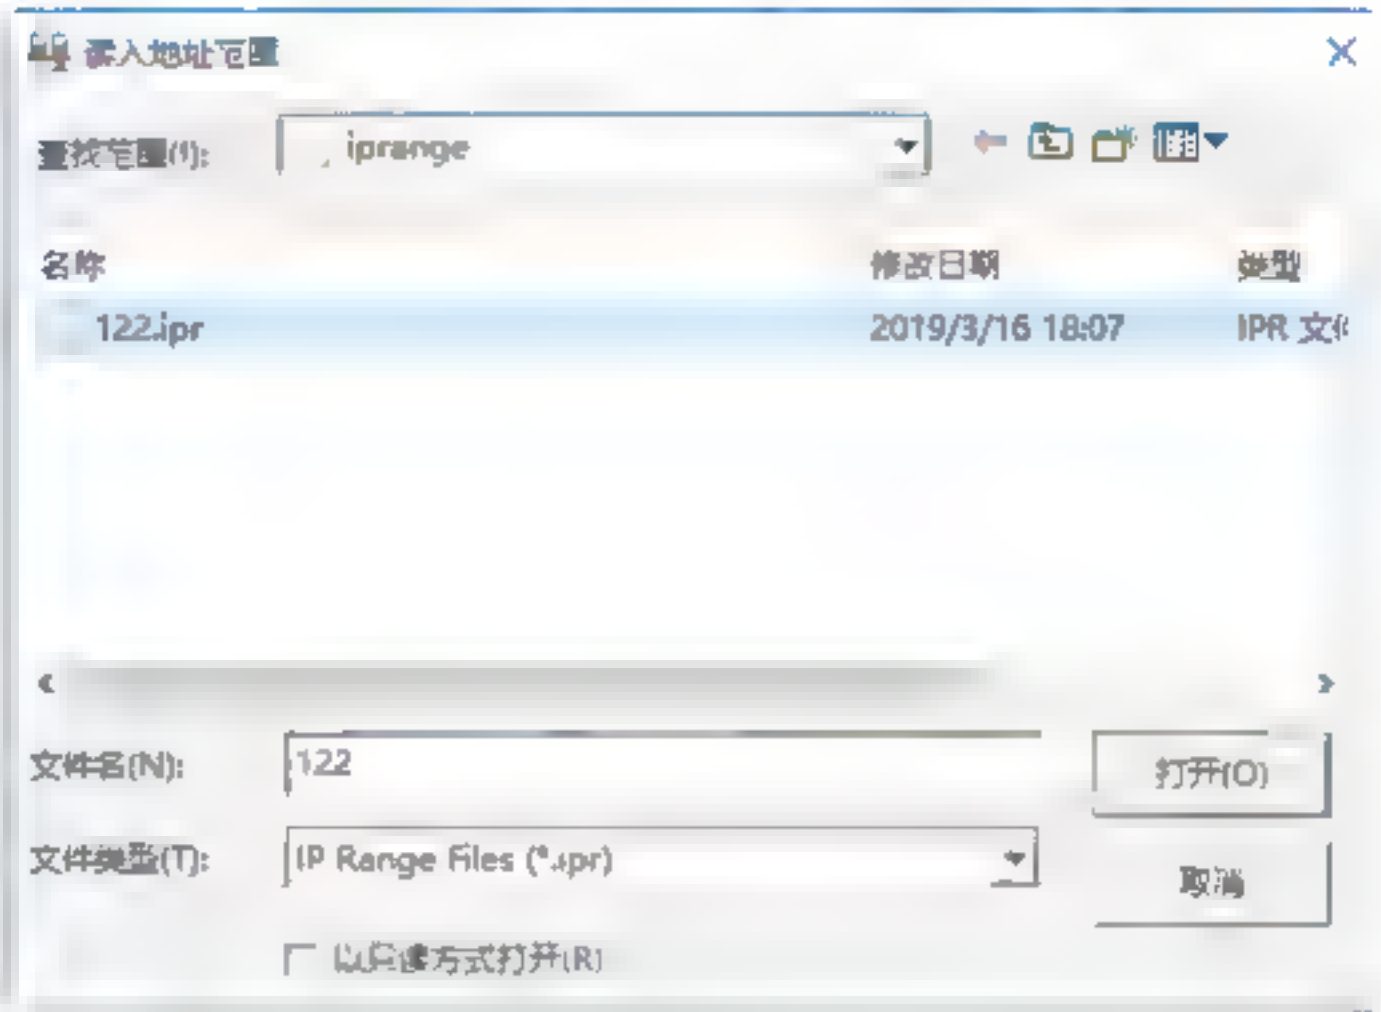 读入地址范围
查找范围(I):
iprange
名称 修改日期 类型
122.ipr 2019/3/16 18:07 IPR 文件
文件名(N): 122 打开(O)
文件类型(T): IP Range Files (*.ipr)
取消
以只读方式打开(R)